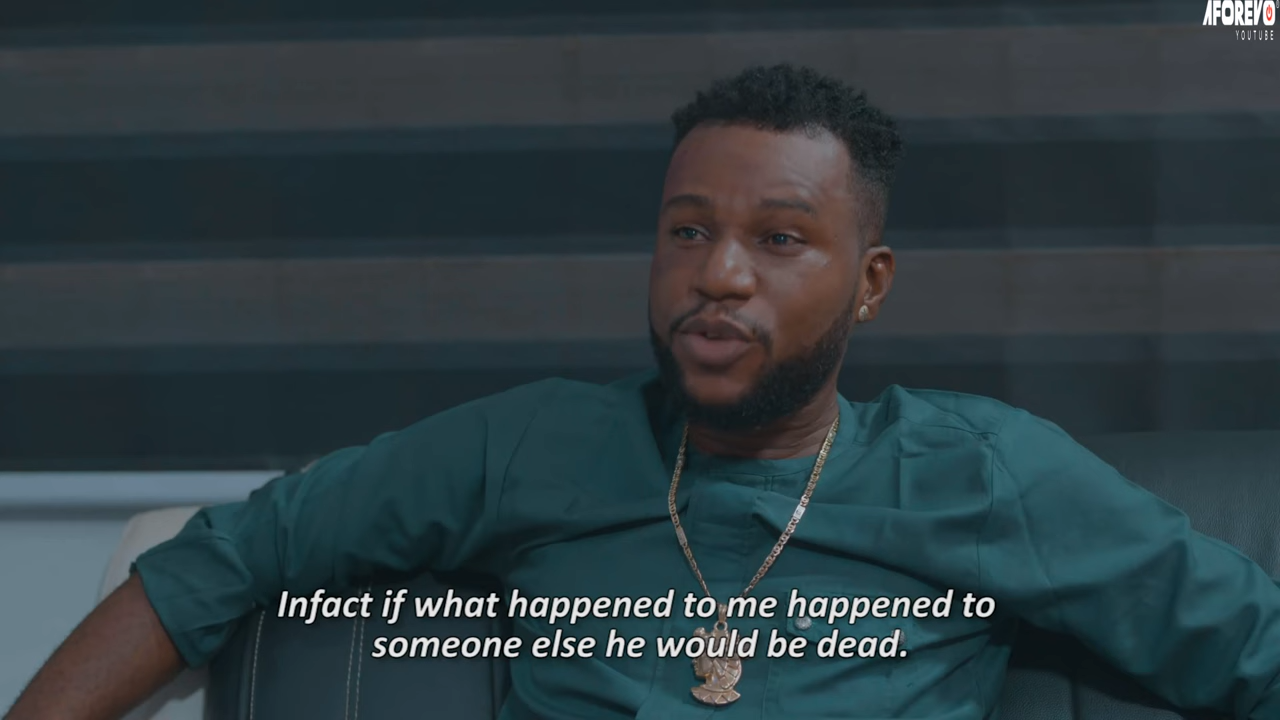 AFOREVO
YOUTUBE
Infact if what happened to me happened to
someone else he would be dead.